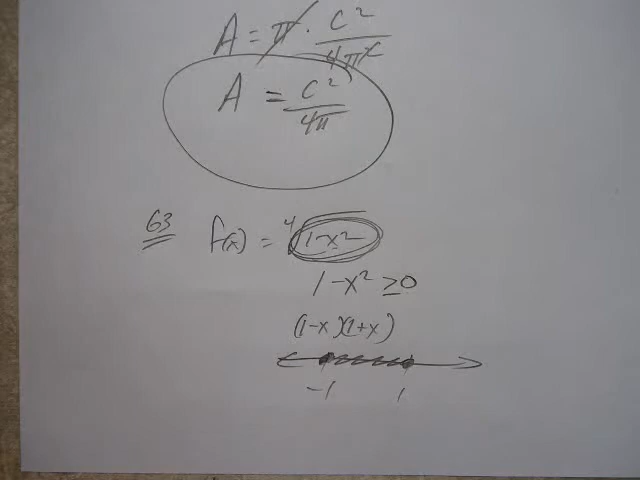 A = π · C² / 4π²
A = C² / 4π
63 f(x) = ⁴√1-x²
1-x² ≥ 0
(1-x)(1+x)
-1 1